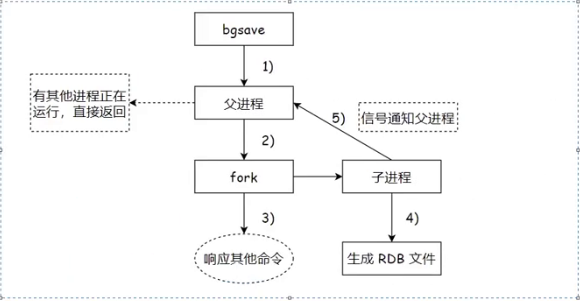 bgsave
1)
有其他进程正在
运行，直接返回
父进程
5)
信号通知父进程
2)
fork
子进程
3)
4)
响应其他命令
生成 RDB 文件